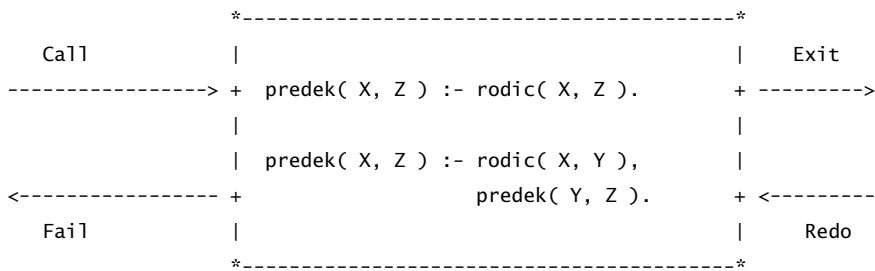 *------------------------------------------*
Call | | Exit
-----------------> + predek( X, Z ) :- rodic( X, Z ). + --------->
| |
| predek( X, Z ) :- rodic( X, Y ), |
<----------------- + predek( Y, Z ). + <---------
Fail | | Redo
*------------------------------------------*